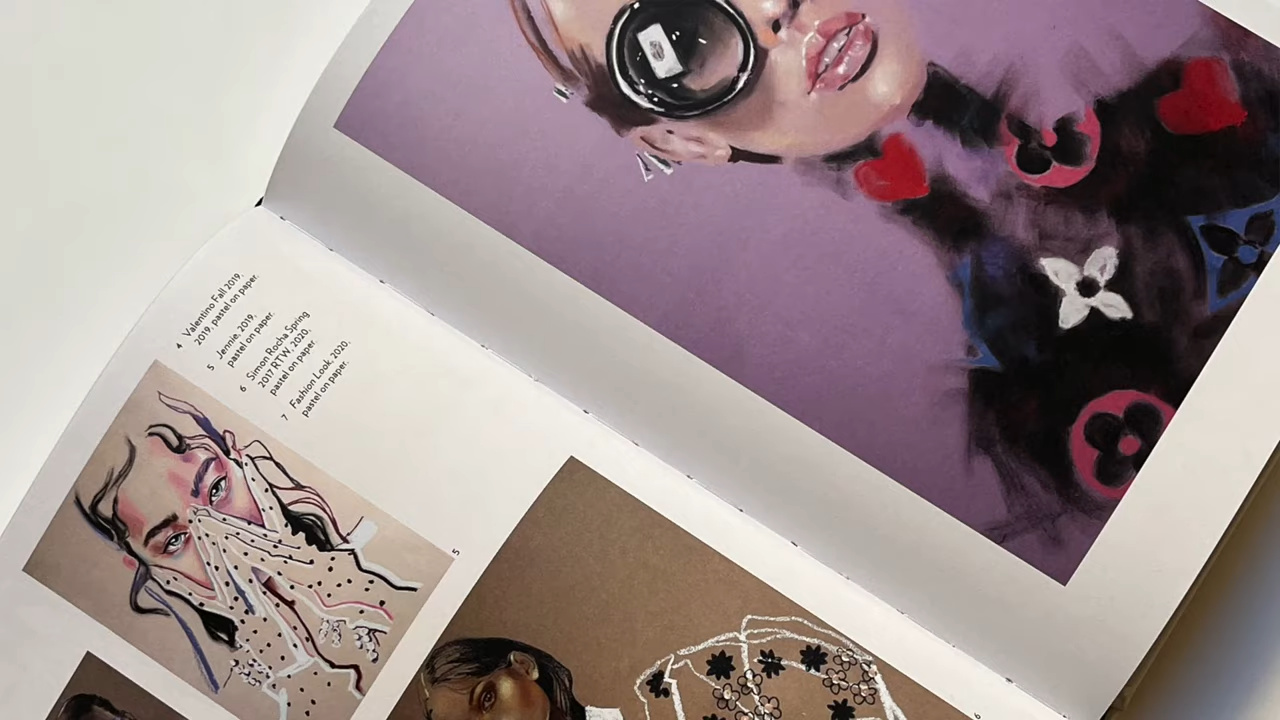 4 Valentino Fall 2019,
2019, pastel on paper.
5 Jennie, 2019,
pastel on paper.
6 Simon Rocha Spring
2017 RTW, 2020,
pastel on paper.
7 Fashion Look, 2020,
pastel on paper.
5
6